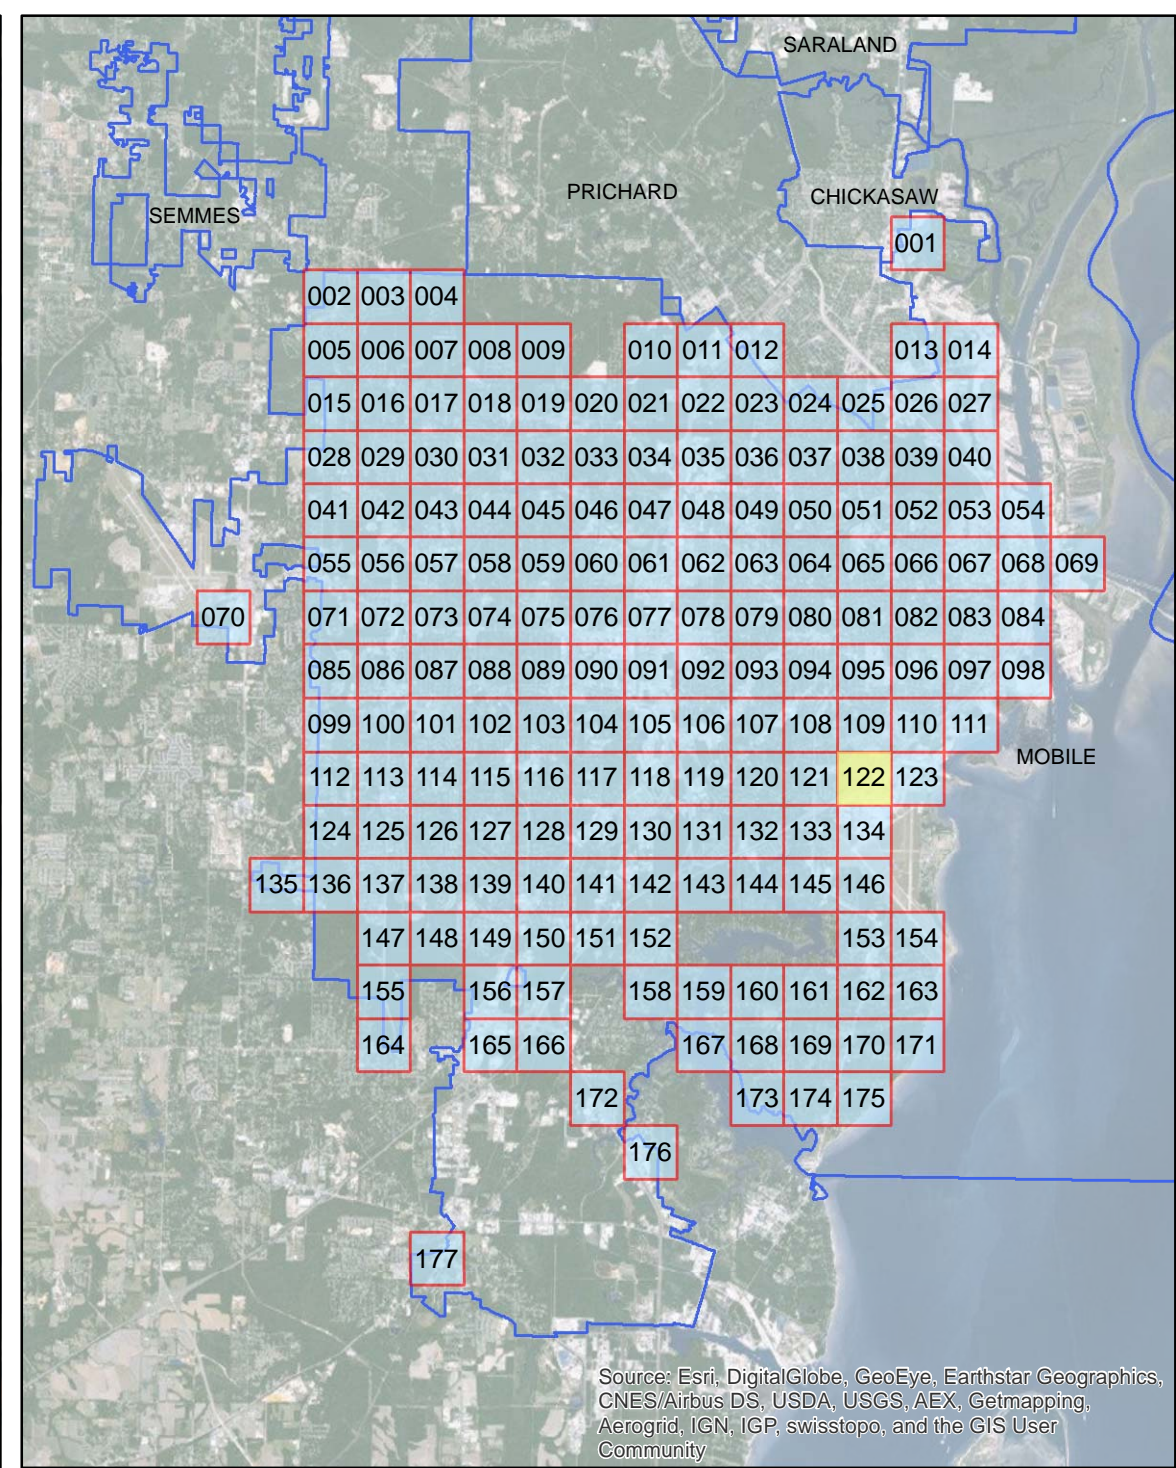 SARALAND
PRICHARD
CHICKASAW
SEMMES
001
002 003 004
005 006 007 008 009 010 011 012 013 014
015 016 017 018 019 020 021 022 023 024 025 026 027
028 029 030 031 032 033 034 035 036 037 038 039 040
041 042 043 044 045 046 047 048 049 050 051 052 053 054
055 056 057 058 059 060 061 062 063 064 065 066 067 068 069
070 071 072 073 074 075 076 077 078 079 080 081 082 083 084
085 086 087 088 089 090 091 092 093 094 095 096 097 098
099 100 101 102 103 104 105 106 107 108 109 110 111
MOBILE
112 113 114 115 116 117 118 119 120 121 122 123
124 125 126 127 128 129 130 131 132 133 134
135 136 137 138 139 140 141 142 143 144 145 146
147 148 149 150 151 152 153 154
155 156 157 158 159 160 161 162 163
164 165 166 167 168 169 170 171
172 173 174 175
176
177
Source: Esri, DigitalGlobe, GeoEye, Earthstar Geographics,
CNES/Airbus DS, USDA, USGS, AEX, Getmapping,
Aerogrid, IGN, IGP, swisstopo, and the GIS User
Community